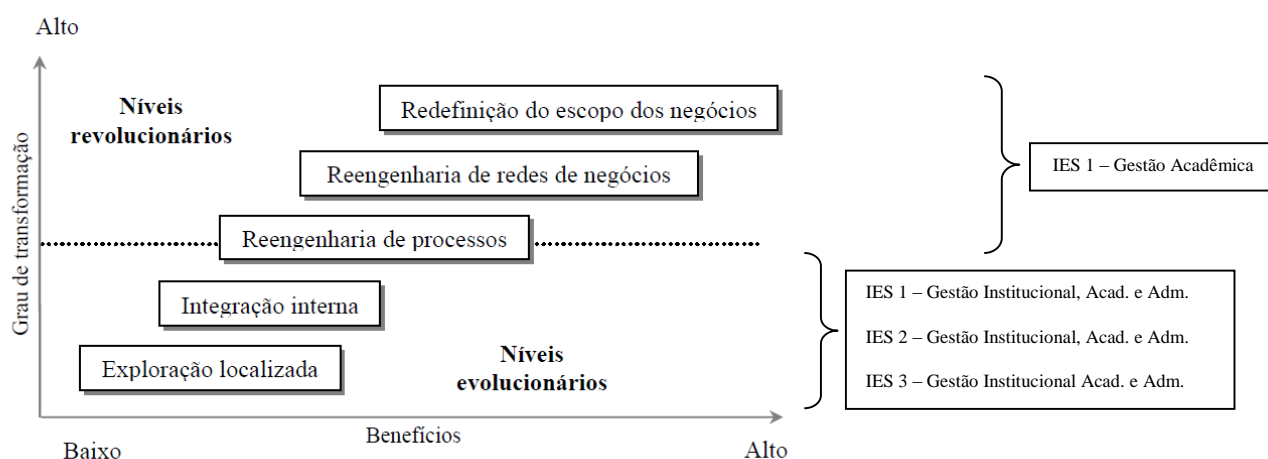 Alto
Níveis
revolucionários
Redefinição do escopo dos negócios
Reengenharia de redes de negócios
IES 1 – Gestão Acadêmica
Grau de transformação
Reengenharia de processos
Integração interna
Exploração localizada
Níveis
evolucionários
IES 1 – Gestão Institucional, Acad. e Adm.
IES 2 – Gestão Institucional, Acad. e Adm.
IES 3 – Gestão Institucional Acad. e Adm.
Baixo
Benefícios
Alto